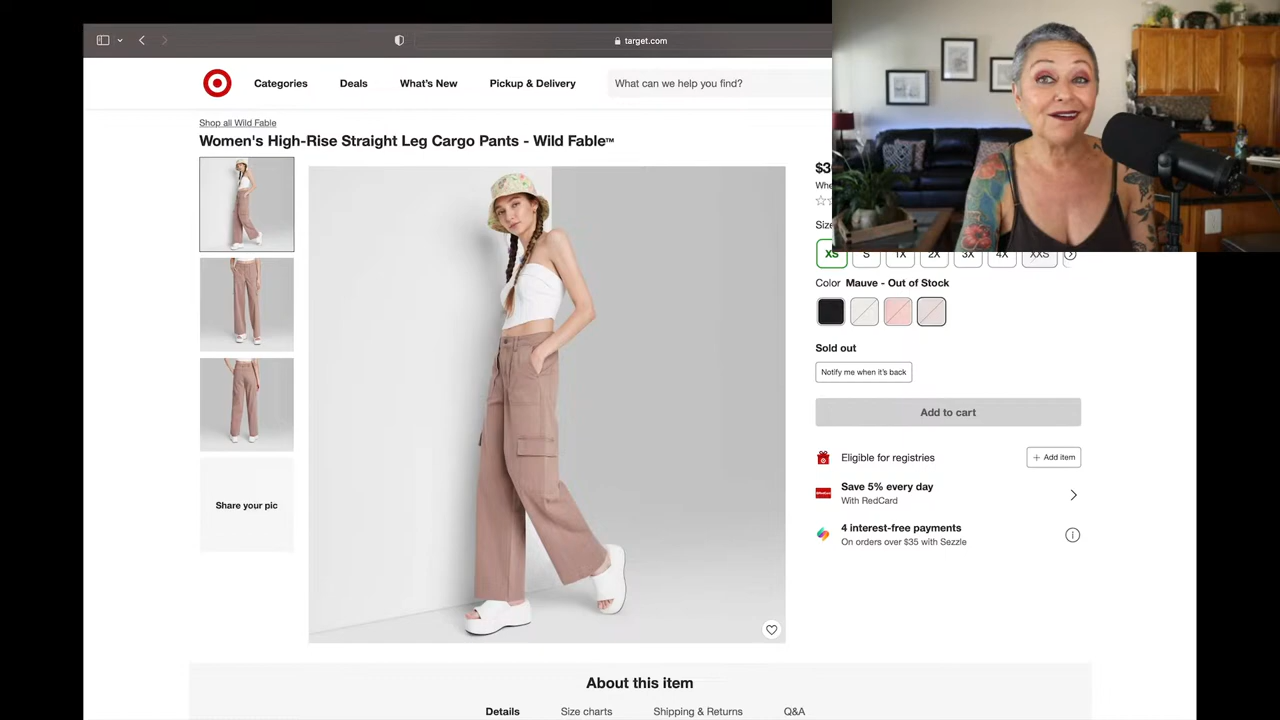 target.com
Categories
Deals
What's New
Pickup & Delivery
What can we help you find?
Shop all Wild Fable
Women's High-Rise Straight Leg Cargo Pants - Wild Fable™
Share your pic
XS
S
1X
2X
3X
4X
XXS
Color Mauve - Out of Stock
Sold out
Notify me when it's back
Add to cart
Eligible for registries
+ Add item
Save 5% every day
With RedCard
4 interest-free payments
On orders over $35 with Sezzle
About this item
Details
Size charts
Shipping & Returns
Q&A